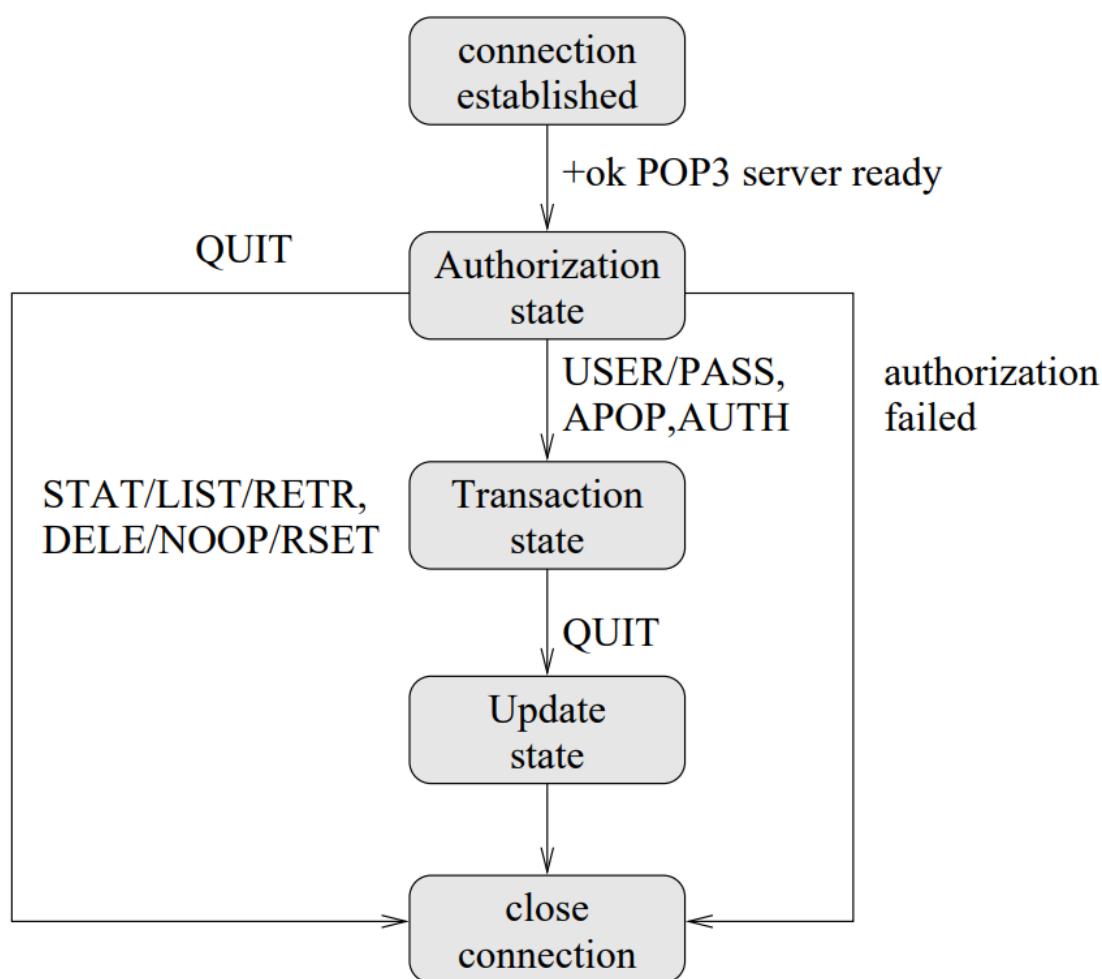 connection
established
+ok POP3 server ready
QUIT
Authorization
state
USER/PASS,
APOP,AUTH
authorization
failed
STAT/LIST/RETR,
DELE/NOOP/RSET
Transaction
state
QUIT
Update
state
close
connection